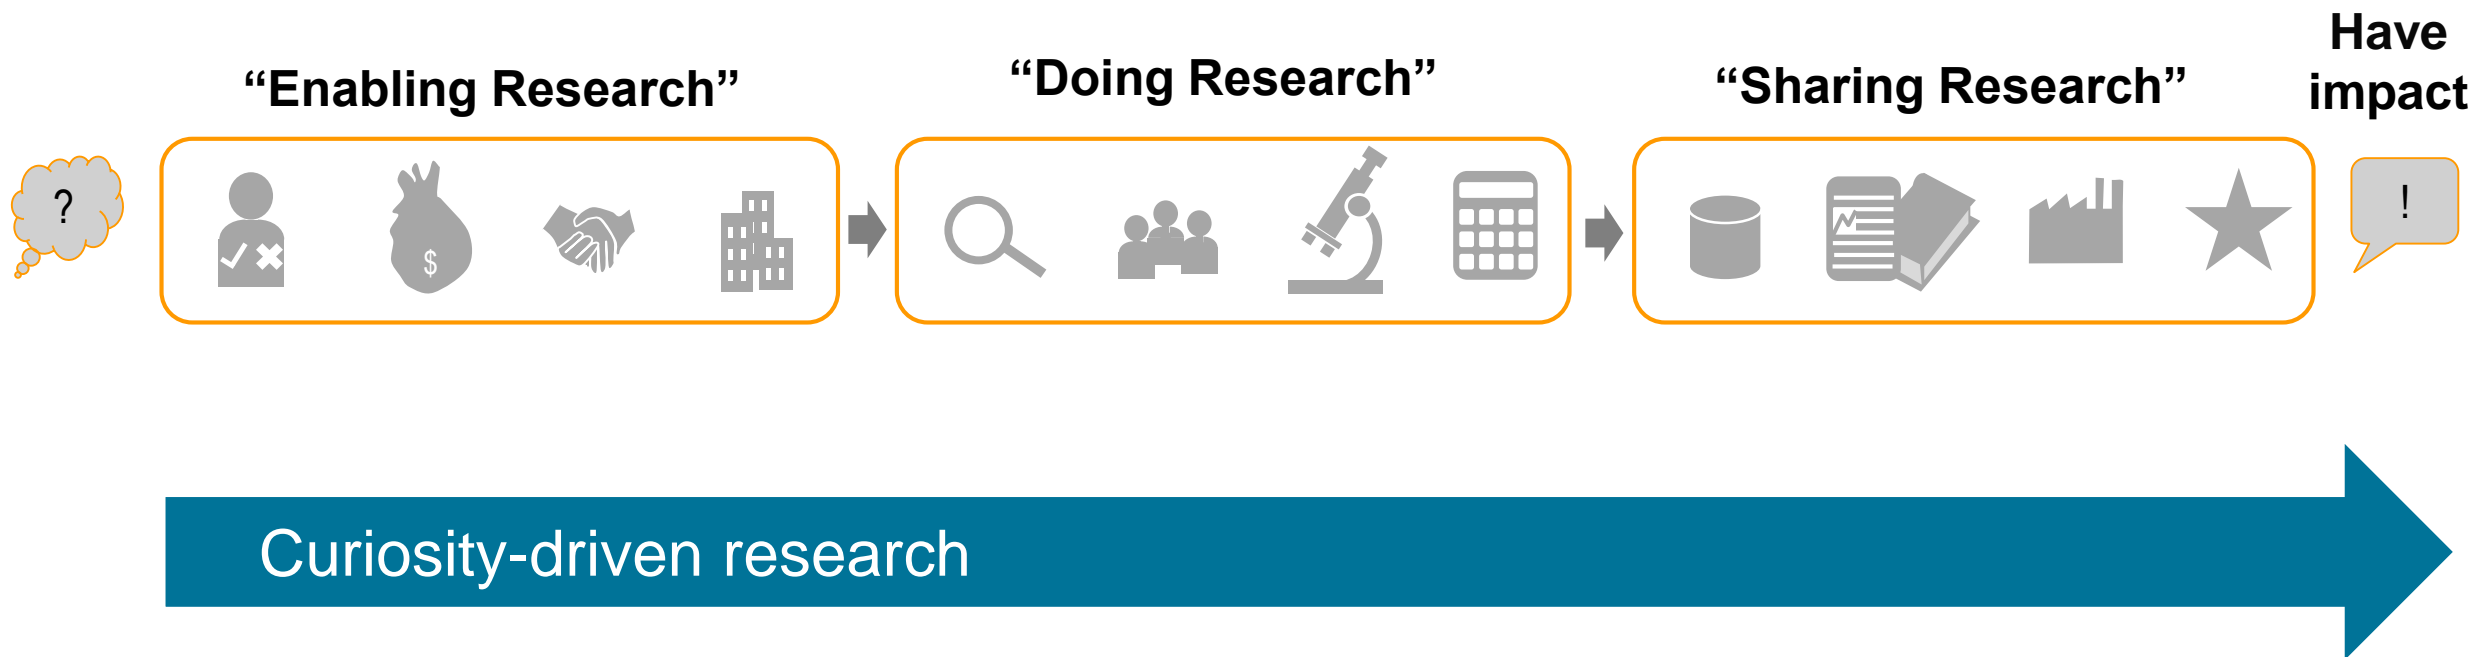 “Enabling Research”
“Doing Research”
“Sharing Research”
Have
impact
?
$
!
Curiosity-driven research